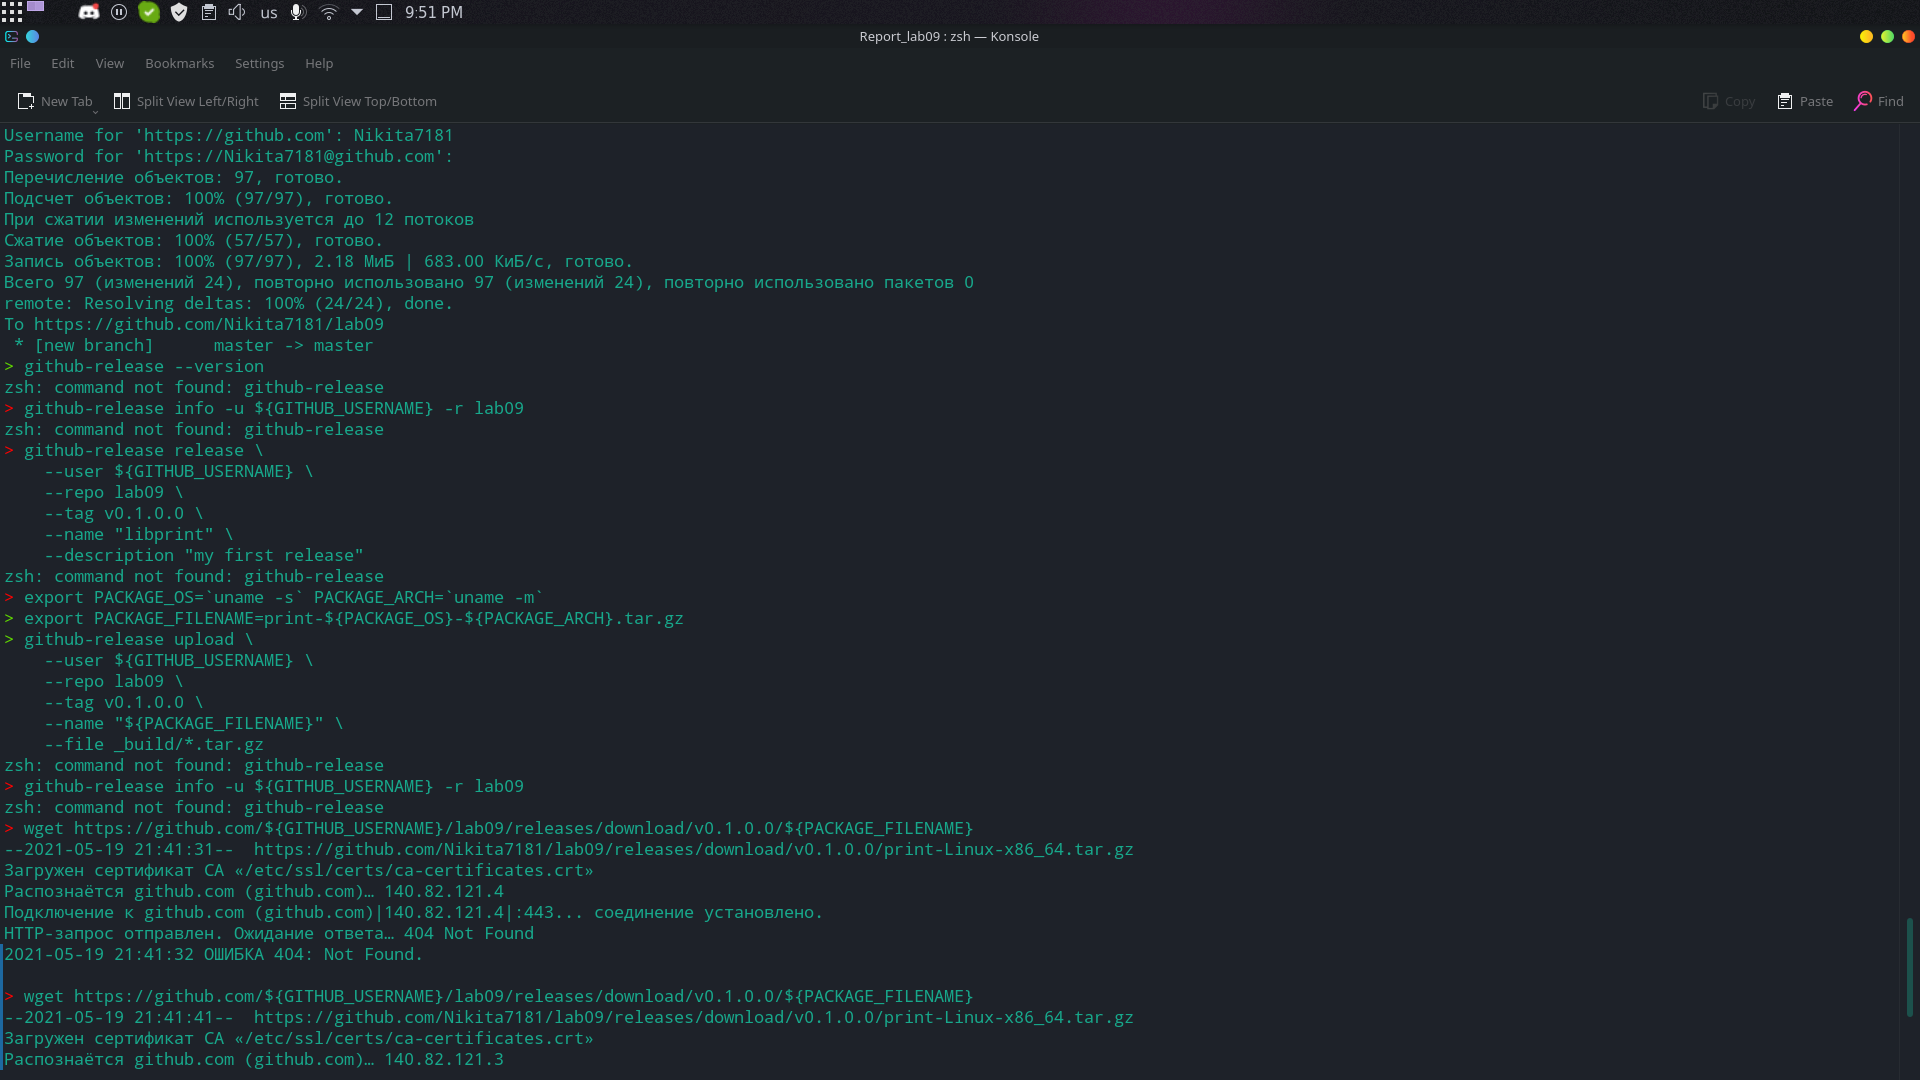 us 9:51 PM
Report_lab09 : zsh — Konsole
File Edit View Bookmarks Settings Help
New Tab Split View Left/Right Split View Top/Bottom Copy Paste Find
Username for 'https://github.com': Nikita7181
Password for 'https://Nikita7181@github.com':
Перечисление объектов: 97, готово.
Подсчет объектов: 100% (97/97), готово.
При сжатии изменений используется до 12 потоков
Сжатие объектов: 100% (57/57), готово.
Запись объектов: 100% (97/97), 2.18 МиБ | 683.00 КиБ/с, готово.
Всего 97 (изменений 24), повторно использовано 97 (изменений 24), повторно использовано пакетов 0
remote: Resolving deltas: 100% (24/24), done.
To https://github.com/Nikita7181/lab09
 * [new branch]      master -> master
> github-release --version
zsh: command not found: github-release
> github-release info -u ${GITHUB_USERNAME} -r lab09
zsh: command not found: github-release
> github-release release \
    --user ${GITHUB_USERNAME} \
    --repo lab09 \
    --tag v0.1.0.0 \
    --name "libprint" \
    --description "my first release"
zsh: command not found: github-release
> export PACKAGE_OS=`uname -s` PACKAGE_ARCH=`uname -m`
> export PACKAGE_FILENAME=print-${PACKAGE_OS}-${PACKAGE_ARCH}.tar.gz
> github-release upload \
    --user ${GITHUB_USERNAME} \
    --repo lab09 \
    --tag v0.1.0.0 \
    --name "${PACKAGE_FILENAME}" \
    --file _build/*.tar.gz
zsh: command not found: github-release
> github-release info -u ${GITHUB_USERNAME} -r lab09
zsh: command not found: github-release
> wget https://github.com/${GITHUB_USERNAME}/lab09/releases/download/v0.1.0.0/${PACKAGE_FILENAME}
--2021-05-19 21:41:31--  https://github.com/Nikita7181/lab09/releases/download/v0.1.0.0/print-Linux-x86_64.tar.gz
Загружен сертификат CA «/etc/ssl/certs/ca-certificates.crt»
Распознаётся github.com (github.com)… 140.82.121.4
Подключение к github.com (github.com)|140.82.121.4|:443... соединение установлено.
HTTP-запрос отправлен. Ожидание ответа… 404 Not Found
2021-05-19 21:41:32 ОШИБКА 404: Not Found.
> wget https://github.com/${GITHUB_USERNAME}/lab09/releases/download/v0.1.0.0/${PACKAGE_FILENAME}
--2021-05-19 21:41:41--  https://github.com/Nikita7181/lab09/releases/download/v0.1.0.0/print-Linux-x86_64.tar.gz
Загружен сертификат CA «/etc/ssl/certs/ca-certificates.crt»
Распознаётся github.com (github.com)… 140.82.121.3